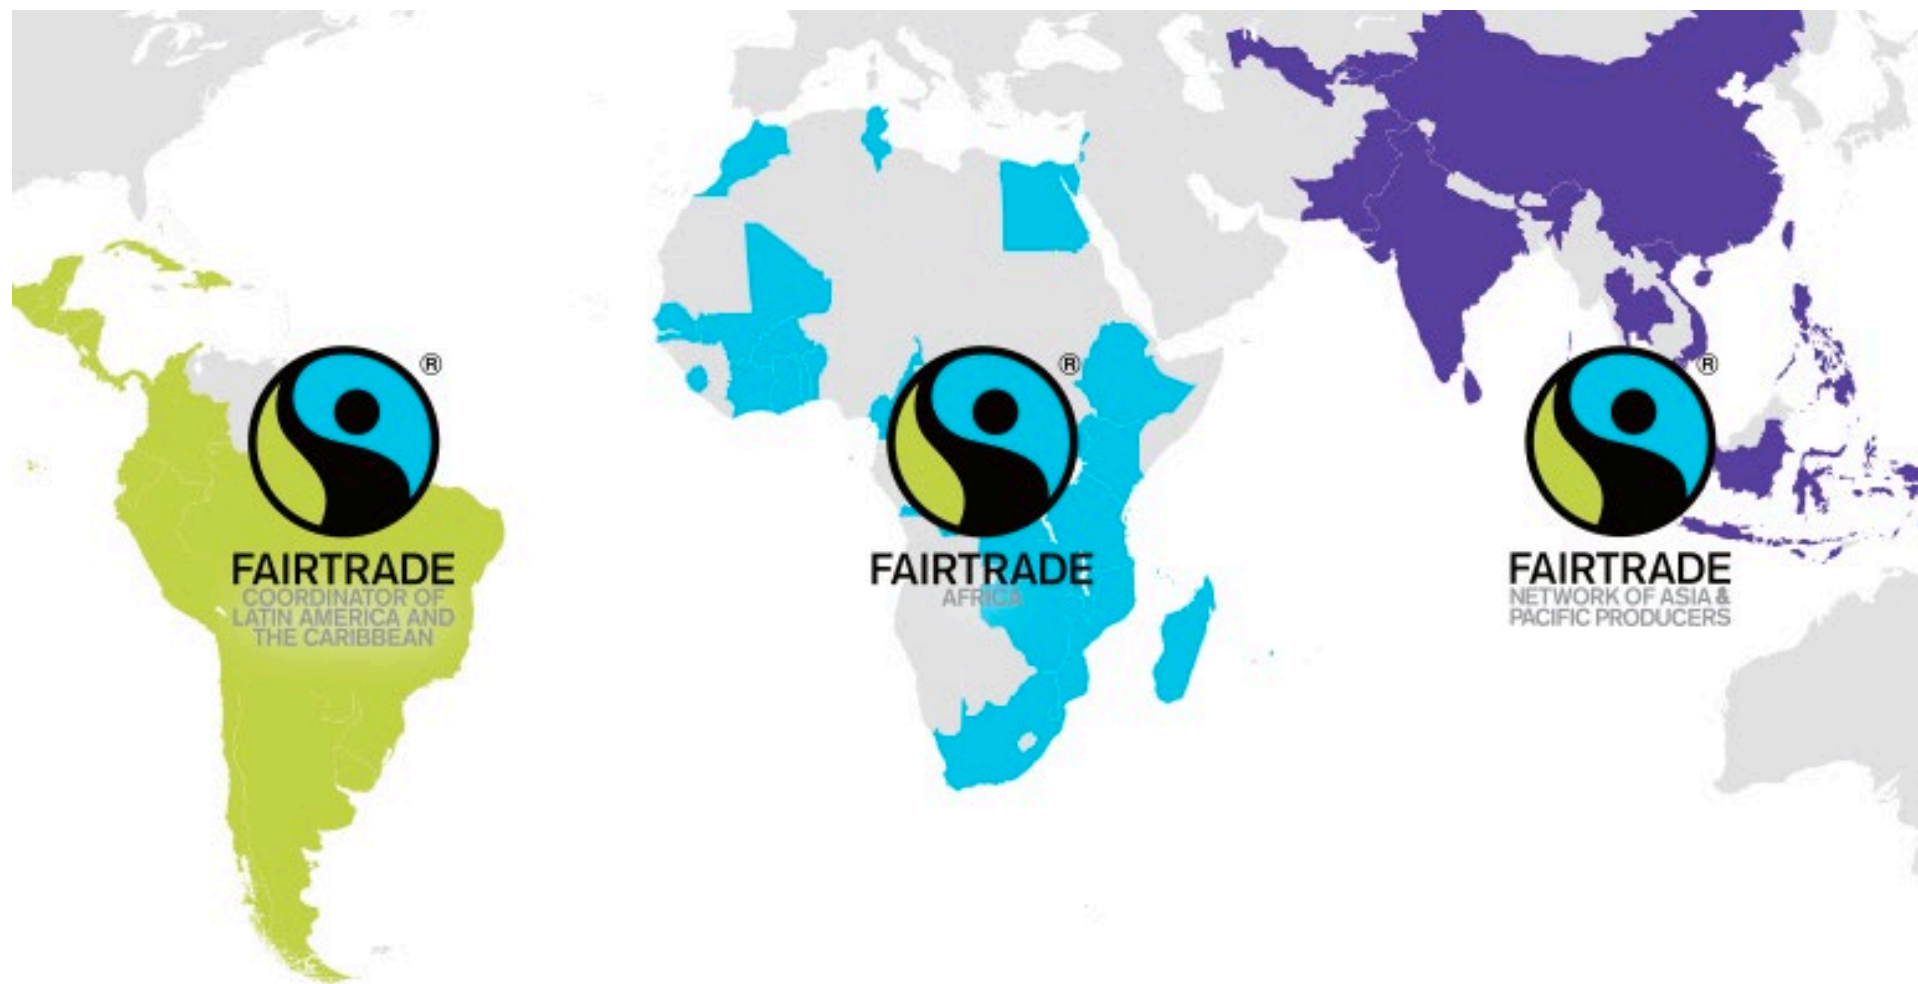 ®
FAIRTRADE
COORDINATOR OF
LATIN AMERICA AND
THE CARIBBEAN
®
FAIRTRADE
AFRICA
®
FAIRTRADE
NETWORK OF ASIA &
PACIFIC PRODUCERS